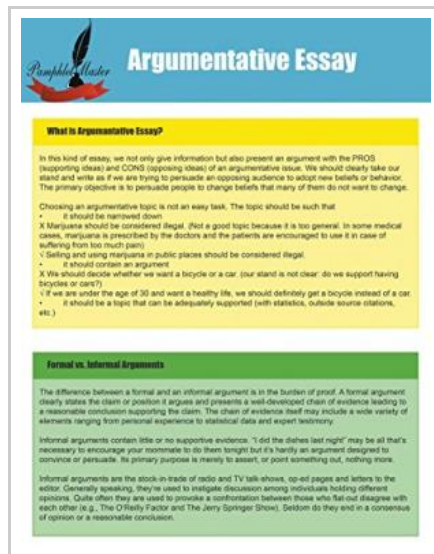 Pamphlet Master
Argumentative Essay
What Is Argumantative Essay?
In this kind of essay, we not only give information but also present an argument with the PROS
(supporting ideas) and CONS (opposing ideas) of an argumentative issue. We should clearly take our
stand and write as if we are trying to persuade an opposing audience to adopt new beliefs or behavior.
The primary objective is to persuade people to change beliefs that many of them do not want to change.
Choosing an argumentative topic is not an easy task. The topic should be such that
• it should be narrowed down
X Marijuana should be considered illegal. (Not a good topic because it is too general. In some medical
cases, marijuana is prescribed by the doctors and the patients are encouraged to use it in case of
suffering from too much pain)
√ Selling and using marijuana in public places should be considered illegal.
• it should contain an argument
X We should decide whether we want a bicycle or a car. (our stand is not clear: do we support having
bicycles or cars?)
√ If we are under the age of 30 and want a healthy life, we should definitely get a bicycle instead of a car.
• it should be a topic that can be adequately supported (with statistics, outside source citations,
etc.)
Formal vs. Informal Arguments
The difference between a formal and an informal argument is in the burden of proof. A formal argument
clearly states the claim or position it argues and presents a well-developed chain of evidence leading to
a reasonable conclusion supporting the claim. The chain of evidence itself may include a wide variety of
elements ranging from personal experience to statistical data and expert testimony.
Informal arguments contain little or no supportive evidence. "I did the dishes last night" may be all that's
necessary to encourage your roommate to do them tonight but it's hardly an argument designed to
convince or persuade. Its primary purpose is merely to assert, or point something out, nothing more.
Informal arguments are the stock-in-trade of radio and TV talk-shows, op-ed pages and letters to the
editor. Generally speaking, they're used to instigate discussion among individuals holding different
opinions. Quite often they are used to provoke a confrontation between those who flat-out disagree with
each other (e.g., The O'Reilly Factor and The Jerry Springer Show). Seldom do they end in a consensus
of opinion or a reasonable conclusion.